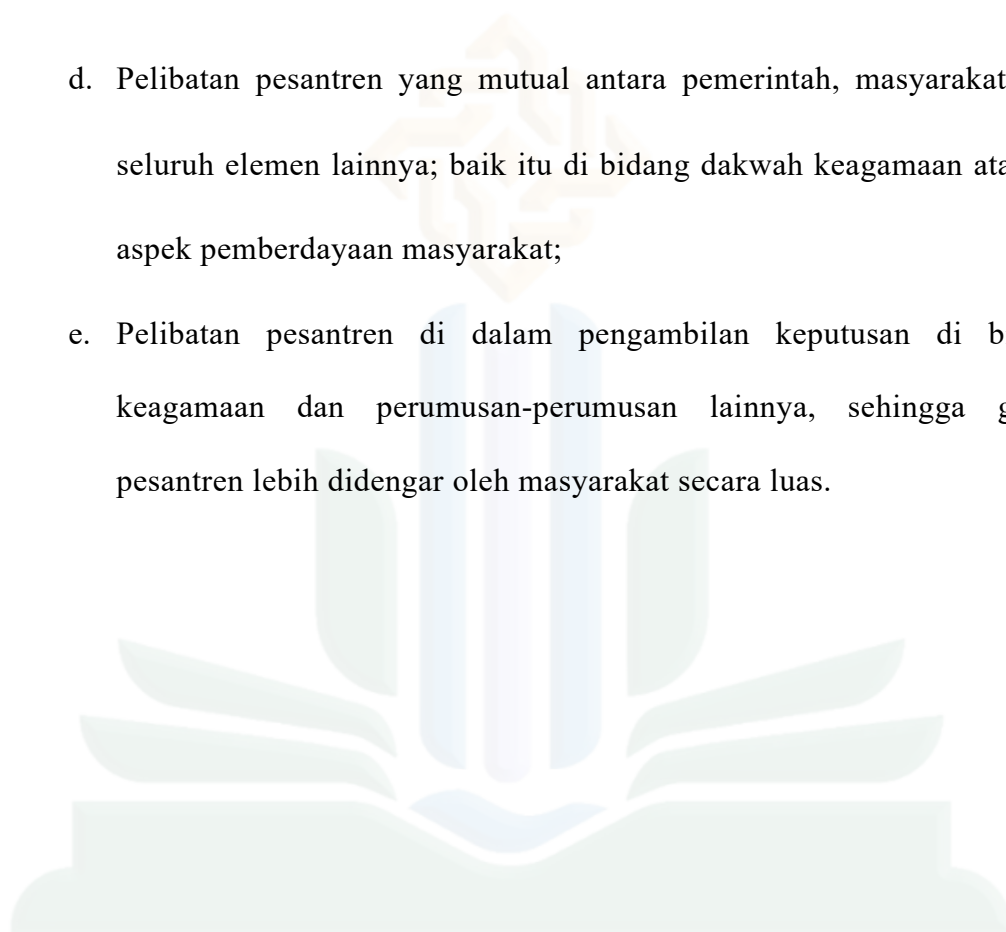 d. Pelibatan pesantren yang mutual antara pemerintah, masyarakat
seluruh elemen lainnya; baik itu di bidang dakwah keagamaan
aspek pemberdayaan masyarakat;
e. Pelibatan pesantren di dalam pengambilan keputusan di
keagamaan dan perumusan-perumusan lainnya, sehingga
pesantren lebih didengar oleh masyarakat secara luas.